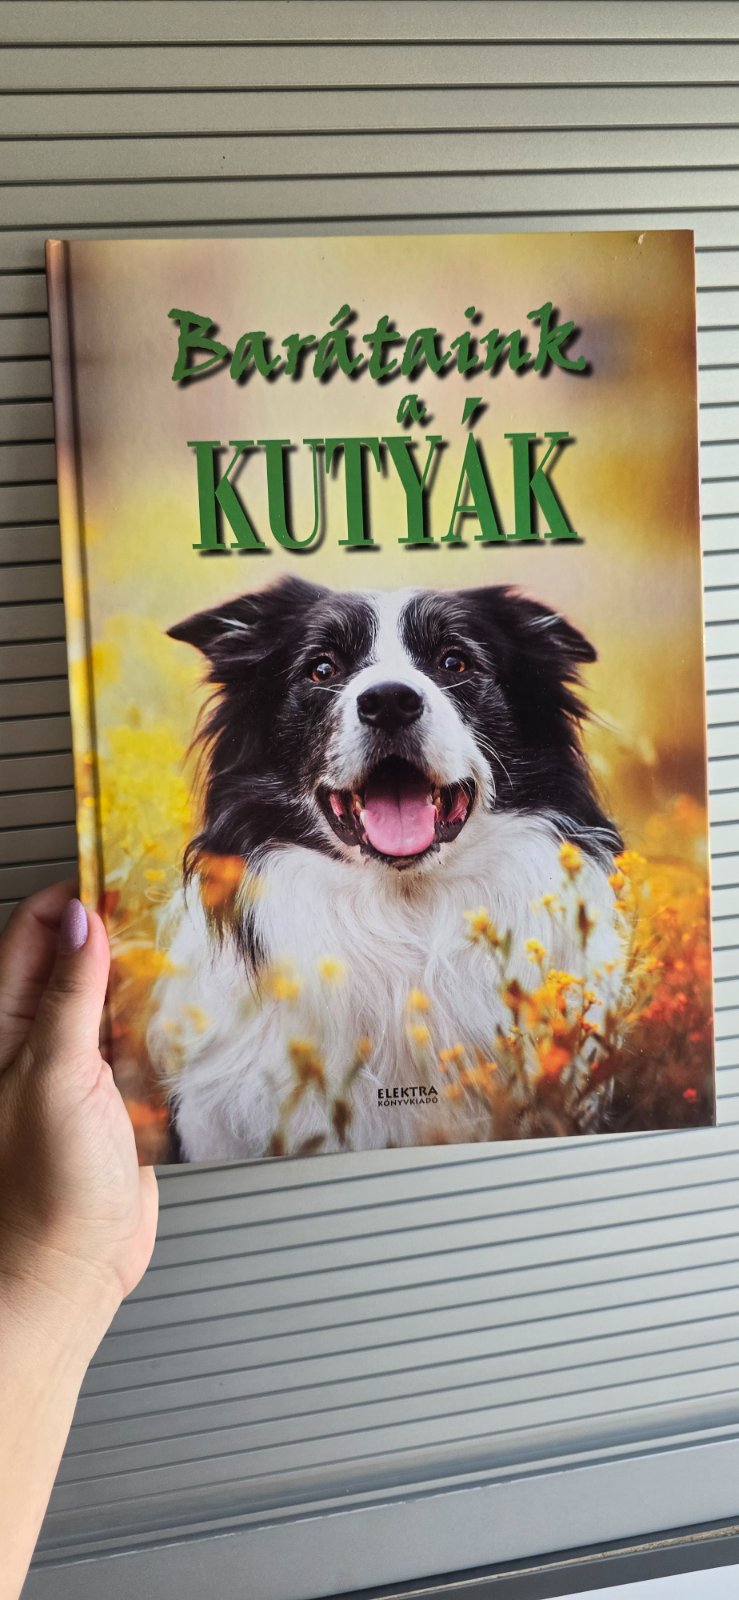 Barátaink
a
KUTYÁK
ELEKTRA
KÖNYVKIADÓ